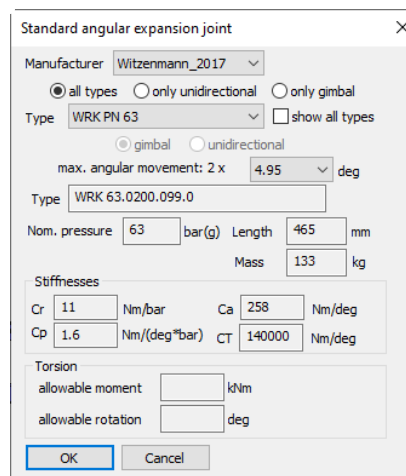 Standard angular expansion joint
Manufacturer Witzenmann_2017
all types only unidirectional only gimbal
Type WRK PN 63 show all types
gimbal unidirectional
max. angular movement: 2 x 4.95 deg
Type WRK 63.0200.099.0
Nom. pressure 63 bar(g) Length 465 mm
Mass 133 kg
Stiffnesses
Cr 11 Nm/bar Ca 258 Nm/deg
Cp 1.6 Nm/(deg*bar) CT 140000 Nm/deg
Torsion
allowable moment kNm
allowable rotation deg
OK Cancel